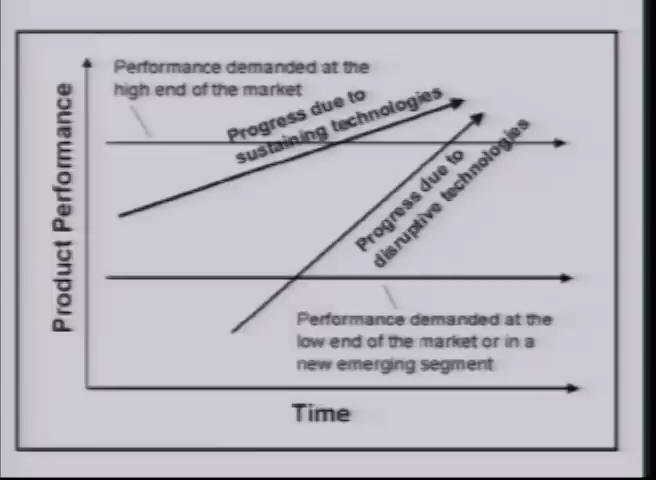 Performance demanded at the
high end of the market
Progress due to
sustaining technologies
Progress due to
disruptive technologies
Product Performance
Performance demanded at the
low end of the market or in a
new emerging segment
Time